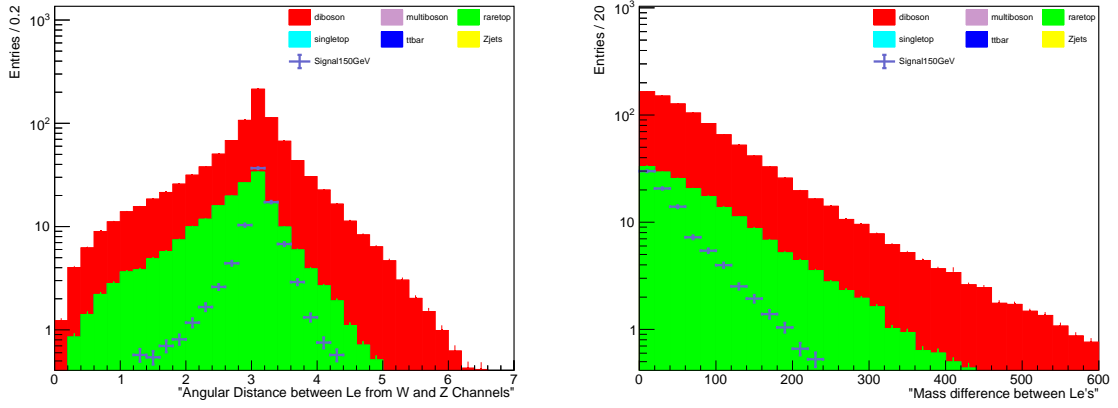 Entries / 0.2
10³
10²
10
1
diboson multiboson raretop
singletop ttbar Zjets
Signal150GeV
0 1 2 3 4 5 6 7
"Angular Distance between Le from W and Z Channels"
Entries / 20
10³
10²
10
1
diboson multiboson raretop
singletop ttbar Zjets
Signal150GeV
0 100 200 300 400 500 600
"Mass difference between Le's"